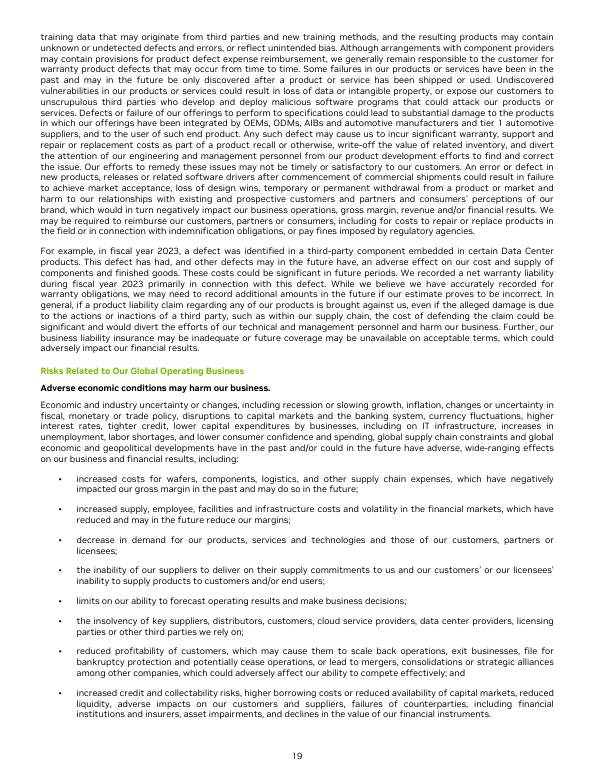 training data that may originate from third parties and new training methods, and the resulting products may contain
unknown or undetected defects and errors, or reflect unintended bias. Although arrangements with component providers
may contain provisions for product defect expense reimbursement, we generally remain responsible to the customer for
warranty product defects that may occur from time to time. Some failures in our products or services have been in the
past and may in the future be only discovered after a product or service has been shipped or used. Undiscovered
vulnerabilities in our products or services could result in loss of data or intangible property, or expose our customers to
unscrupulous third parties who develop and deploy malicious software programs that could attack our products or
services. Defects or failure of our offerings to perform to specifications could lead to substantial damage to the products
in which our offerings have been integrated by OEMs, ODMs, AIBs and automotive manufacturers and tier 1 automotive
suppliers, and to the user of such end product. Any such defect may cause us to incur significant warranty, support and
repair or replacement costs as part of a product recall or otherwise, write-off the value of related inventory, and divert
the attention of our engineering and management personnel from our product development efforts to find and correct
the issue. Our efforts to remedy these issues may not be timely or satisfactory to our customers. An error or defect in
new products, releases or related software drivers after commencement of commercial shipments could result in failure
to achieve market acceptance, loss of design wins, temporary or permanent withdrawal from a product or market and
harm to our relationships with existing and prospective customers and partners and consumers' perceptions of our
brand, which would in turn negatively impact our business operations, gross margin, revenue and/or financial results. We
may be required to reimburse our customers, partners or consumers, including for costs to repair or replace products in
the field or in connection with indemnification obligations, or pay fines imposed by regulatory agencies.
For example, in fiscal year 2023, a defect was identified in a third-party component embedded in certain Data Center
products. This defect has had, and other defects may in the future have, an adverse effect on our cost and supply of
components and finished goods. These costs could be significant in future periods. We recorded a net warranty liability
during fiscal year 2023 primarily in connection with this defect. While we believe we have accurately recorded for
warranty obligations, we may need to record additional amounts in the future if our estimate proves to be incorrect. In
general, if a product liability claim regarding any of our products is brought against us, even if the alleged damage is due
to the actions or inactions of a third party, such as within our supply chain, the cost of defending the claim could be
significant and would divert the efforts of our technical and management personnel and harm our business. Further, our
business liability insurance may be inadequate or future coverage may be unavailable on acceptable terms, which could
adversely impact our financial results.
Risks Related to Our Global Operating Business
Adverse economic conditions may harm our business.
Economic and industry uncertainty or changes, including recession or slowing growth, inflation, changes or uncertainty in
fiscal, monetary or trade policy, disruptions to capital markets and the banking system, currency fluctuations, higher
interest rates, tighter credit, lower capital expenditures by businesses, including on IT infrastructure, increases in
unemployment, labor shortages, and lower consumer confidence and spending, global supply chain constraints and global
economic and geopolitical developments have in the past and/or could in the future have adverse, wide-ranging effects
on our business and financial results, including:
• increased costs for wafers, components, logistics, and other supply chain expenses, which have negatively
impacted our gross margin in the past and may do so in the future;
• increased supply, employee, facilities and infrastructure costs and volatility in the financial markets, which have
reduced and may in the future reduce our margins;
• decrease in demand for our products, services and technologies and those of our customers, partners or
licensees;
• the inability of our suppliers to deliver on their supply commitments to us and our customers' or our licensees'
inability to supply products to customers and/or end users;
• limits on our ability to forecast operating results and make business decisions;
• the insolvency of key suppliers, distributors, customers, cloud service providers, data center providers, licensing
parties or other third parties we rely on;
• reduced profitability of customers, which may cause them to scale back operations, exit businesses, file for
bankruptcy protection and potentially cease operations, or lead to mergers, consolidations or strategic alliances
among other companies, which could adversely affect our ability to compete effectively; and
• increased credit and collectability risks, higher borrowing costs or reduced availability of capital markets, reduced
liquidity, adverse impacts on our customers and suppliers, failures of counterparties, including financial
institutions and insurers, asset impairments, and declines in the value of our financial instruments.
19